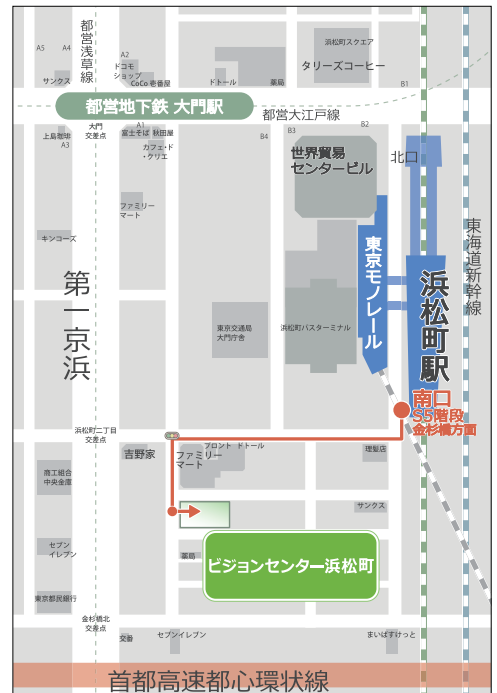 都営浅草線
A5
A4
サンクス
A2
ドコモ
ショップ
CoCo 壱番屋
ドトール
薬局
浜松町スクエア
タリーズコーヒー
B1
都営地下鉄 大門駅
都営大江戸線
大門
交差点
上島珈琲
A3
A1
富士そば
秋田屋
カフェ・ド
・クリエ
B4
B3
B2
世界貿易
センタービル
北口
ファミリー
マート
キンコーズ
東京モノレール
東海道新幹線
第一京浜
東京交通局
大門庁舎
浜松町バスターミナル
浜松町駅
南口
S5階段
金杉橋方面
浜松町二丁目
交差点
吉野家
ファミリー
マート
プロント
ドトール
理髪店
商工組合
中央金庫
サンクス
セブン
イレブン
薬局
ビジョンセンター浜松町
東京都民銀行
金杉橋北
交差点
交番
セブンイレブン
まいばすけっと
首都高速都心環状線